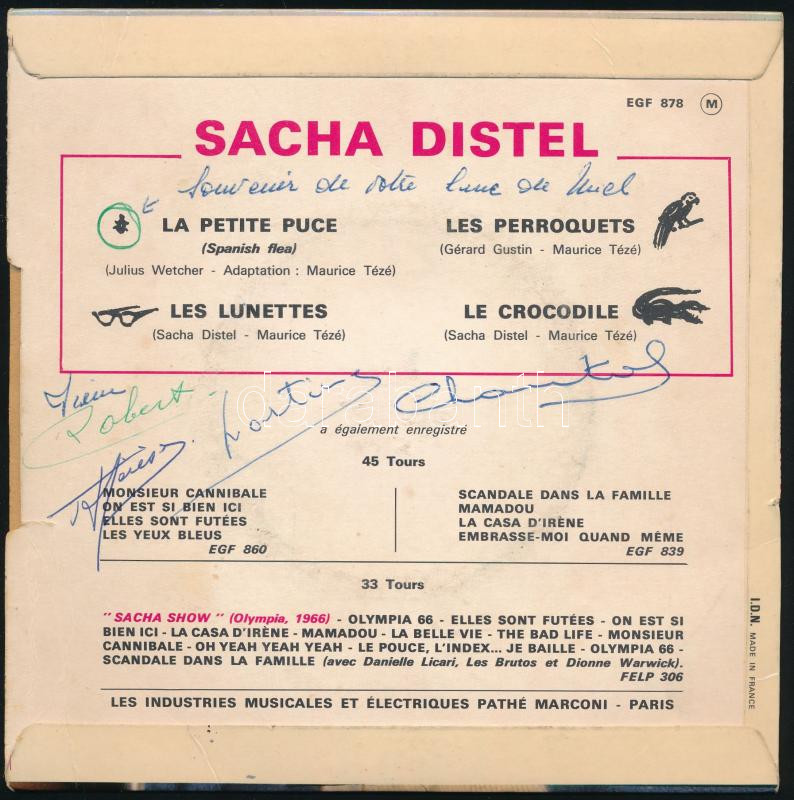 EGF 878 M
SACHA DISTEL
Souvenir de votre lune de Miel
LA PETITE PUCE
(Spanish flea)
(Julius Wetcher - Adaptation : Maurice Tézé)
LES PERROQUETS
(Gérard Gustin - Maurice Tézé)
LES LUNETTES
(Sacha Distel - Maurice Tézé)
LE CROCODILE
(Sacha Distel - Maurice Tézé)
Robert
Chantal
darabanth
a également enregistré
45 Tours
MONSIEUR CANNIBALE
ON EST SI BIEN ICI
ELLES SONT FUTÉES
LES YEUX BLEUS
EGF 860
SCANDALE DANS LA FAMILLE
MAMADOU
LA CASA D'IRÈNE
EMBRASSE-MOI QUAND MÊME
EGF 839
33 Tours
" SACHA SHOW " (Olympia, 1966) - OLYMPIA 66 - ELLES SONT FUTÉES - ON EST SI
BIEN ICI - LA CASA D'IRÈNE - MAMADOU - LA BELLE VIE - THE BAD LIFE - MONSIEUR
CANNIBALE - OH YEAH YEAH YEAH - LE POUCE, L'INDEX... JE BAILLE - OLYMPIA 66 -
SCANDALE DANS LA FAMILLE (avec Danielle Licari, Les Brutos et Dionne Warwick).
FELP 306
LES INDUSTRIES MUSICALES ET ÉLECTRIQUES PATHÉ MARCONI - PARIS
I.D.N. MADE IN FRANCE